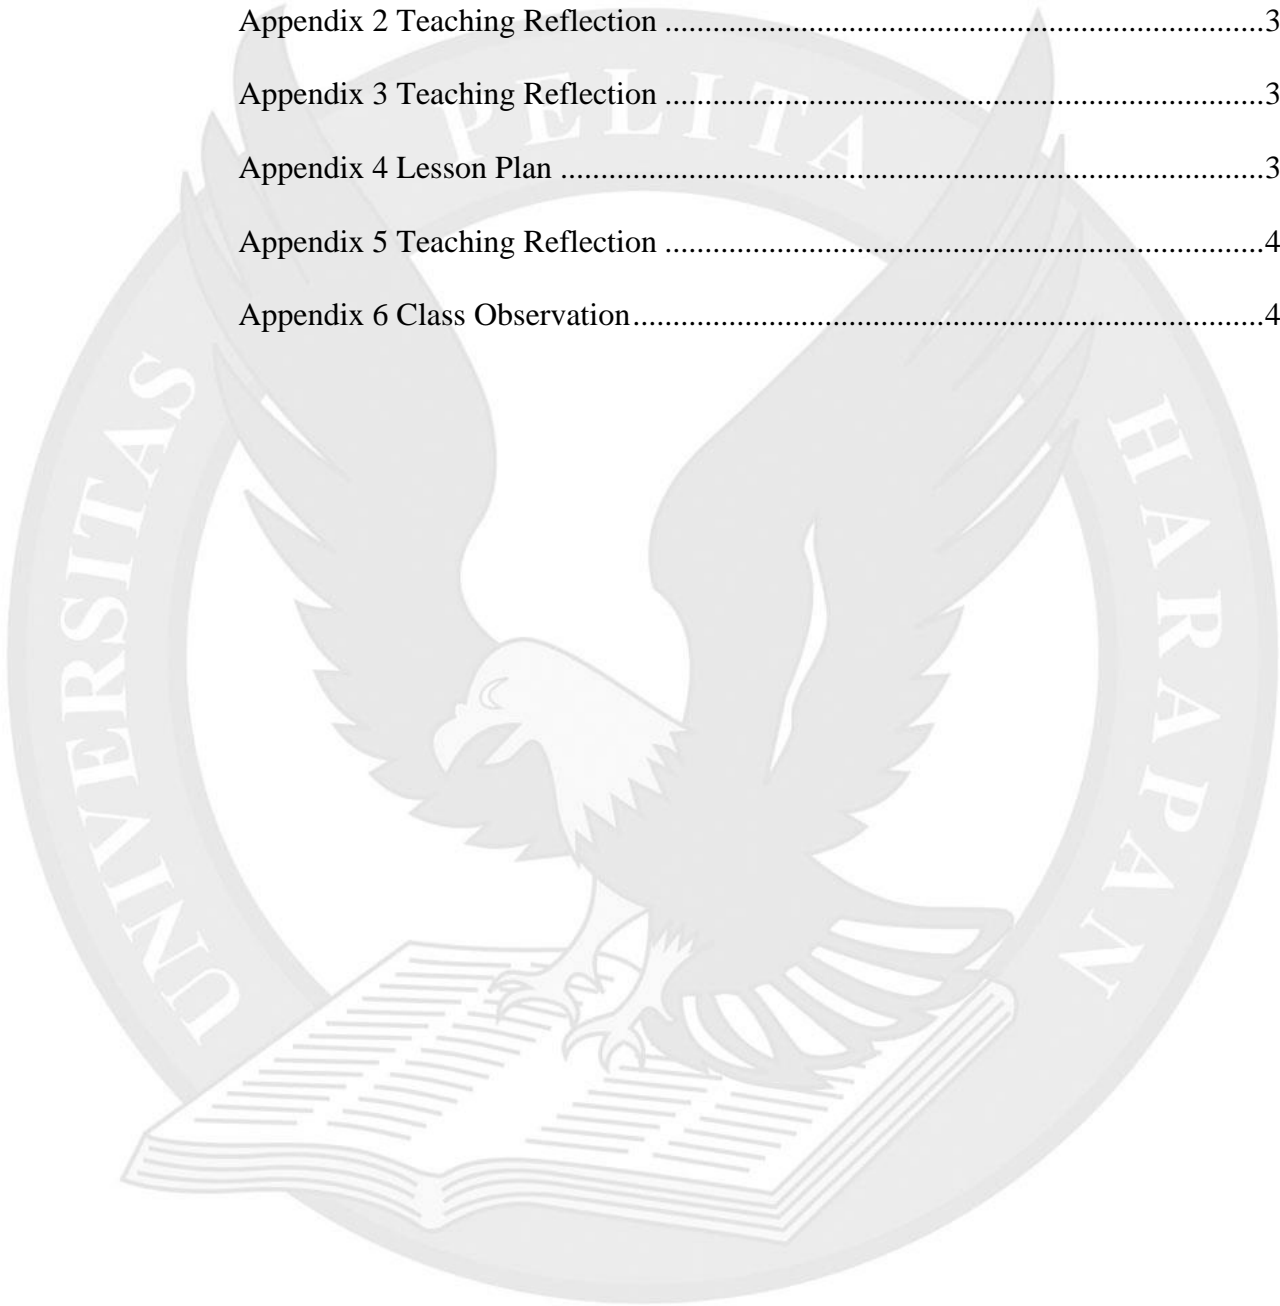 Appendix 2 Teaching Reflection ............................................................................3
Appendix 3 Teaching Reflection ............................................................................3
Appendix 4 Lesson Plan .........................................................................................3
Appendix 5 Teaching Reflection ............................................................................4
Appendix 6 Class Observation................................................................................4
UNIVERSITAS PELITA HARAPAN